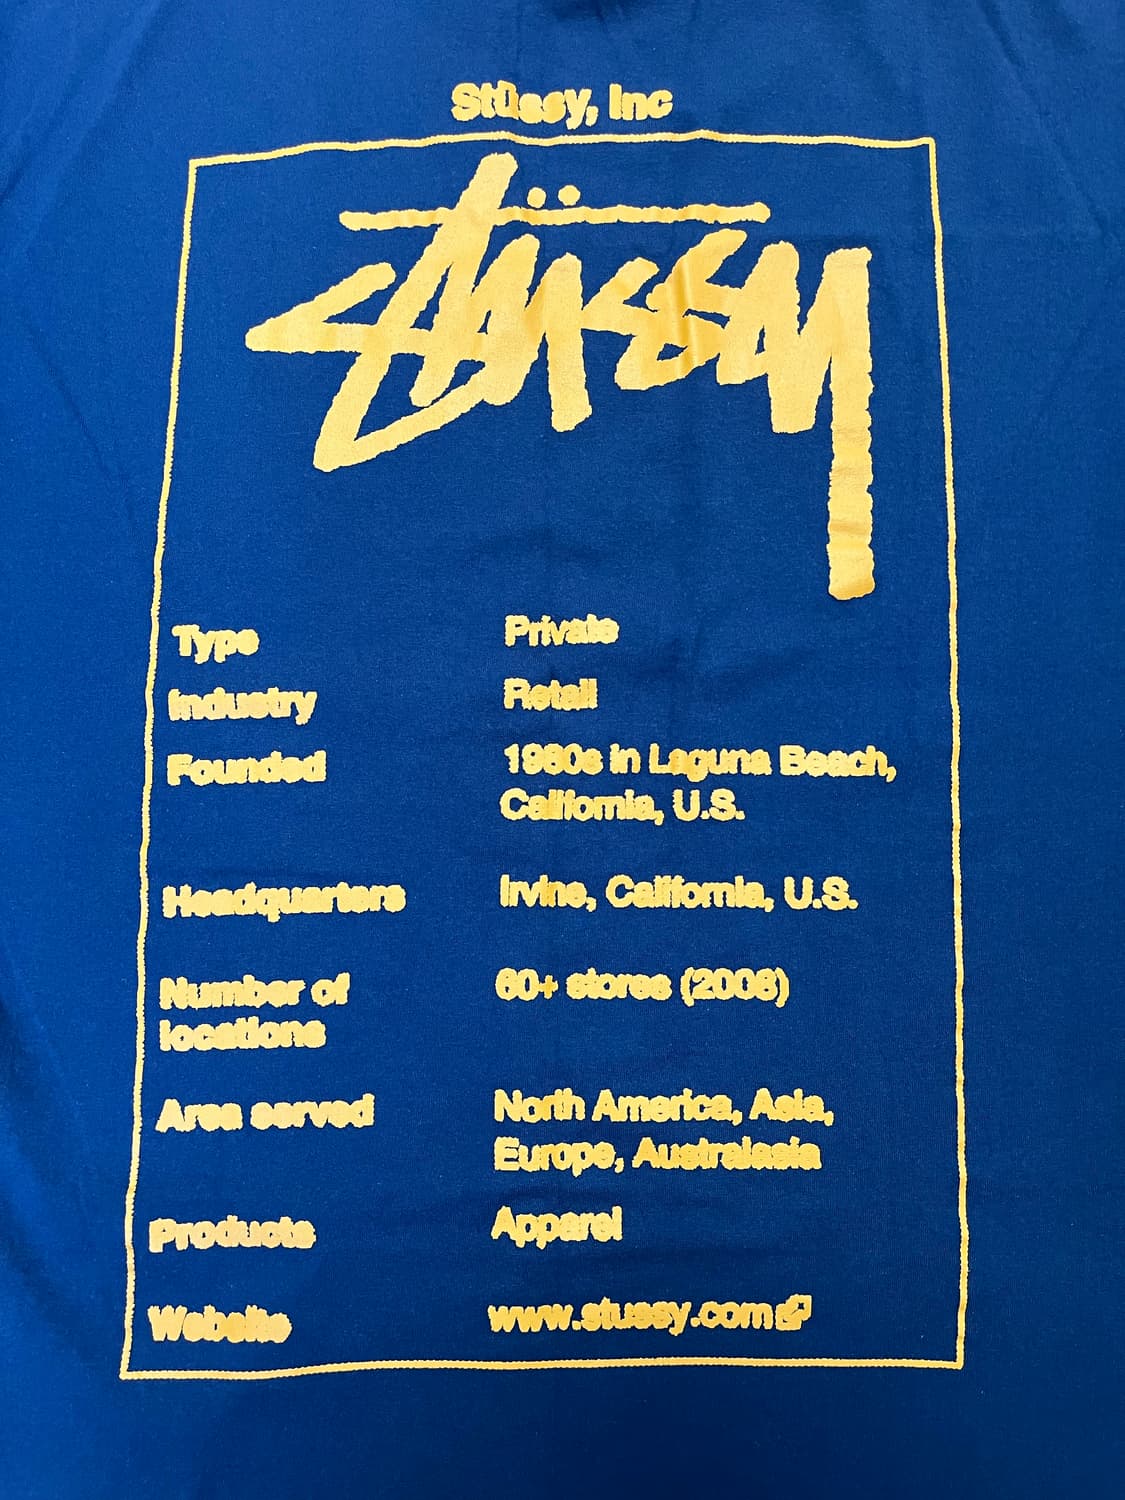 Stüssy, Inc
Stüssy
Type Private
Industry Retail
Founded 1980s in Laguna Beach,
California, U.S.
Headquarters Irvine, California, U.S.
Number of 60+ stores (2008)
locations
Area served North America, Asia,
Europe, Australasia
Products Apparel
Website www.stussy.com